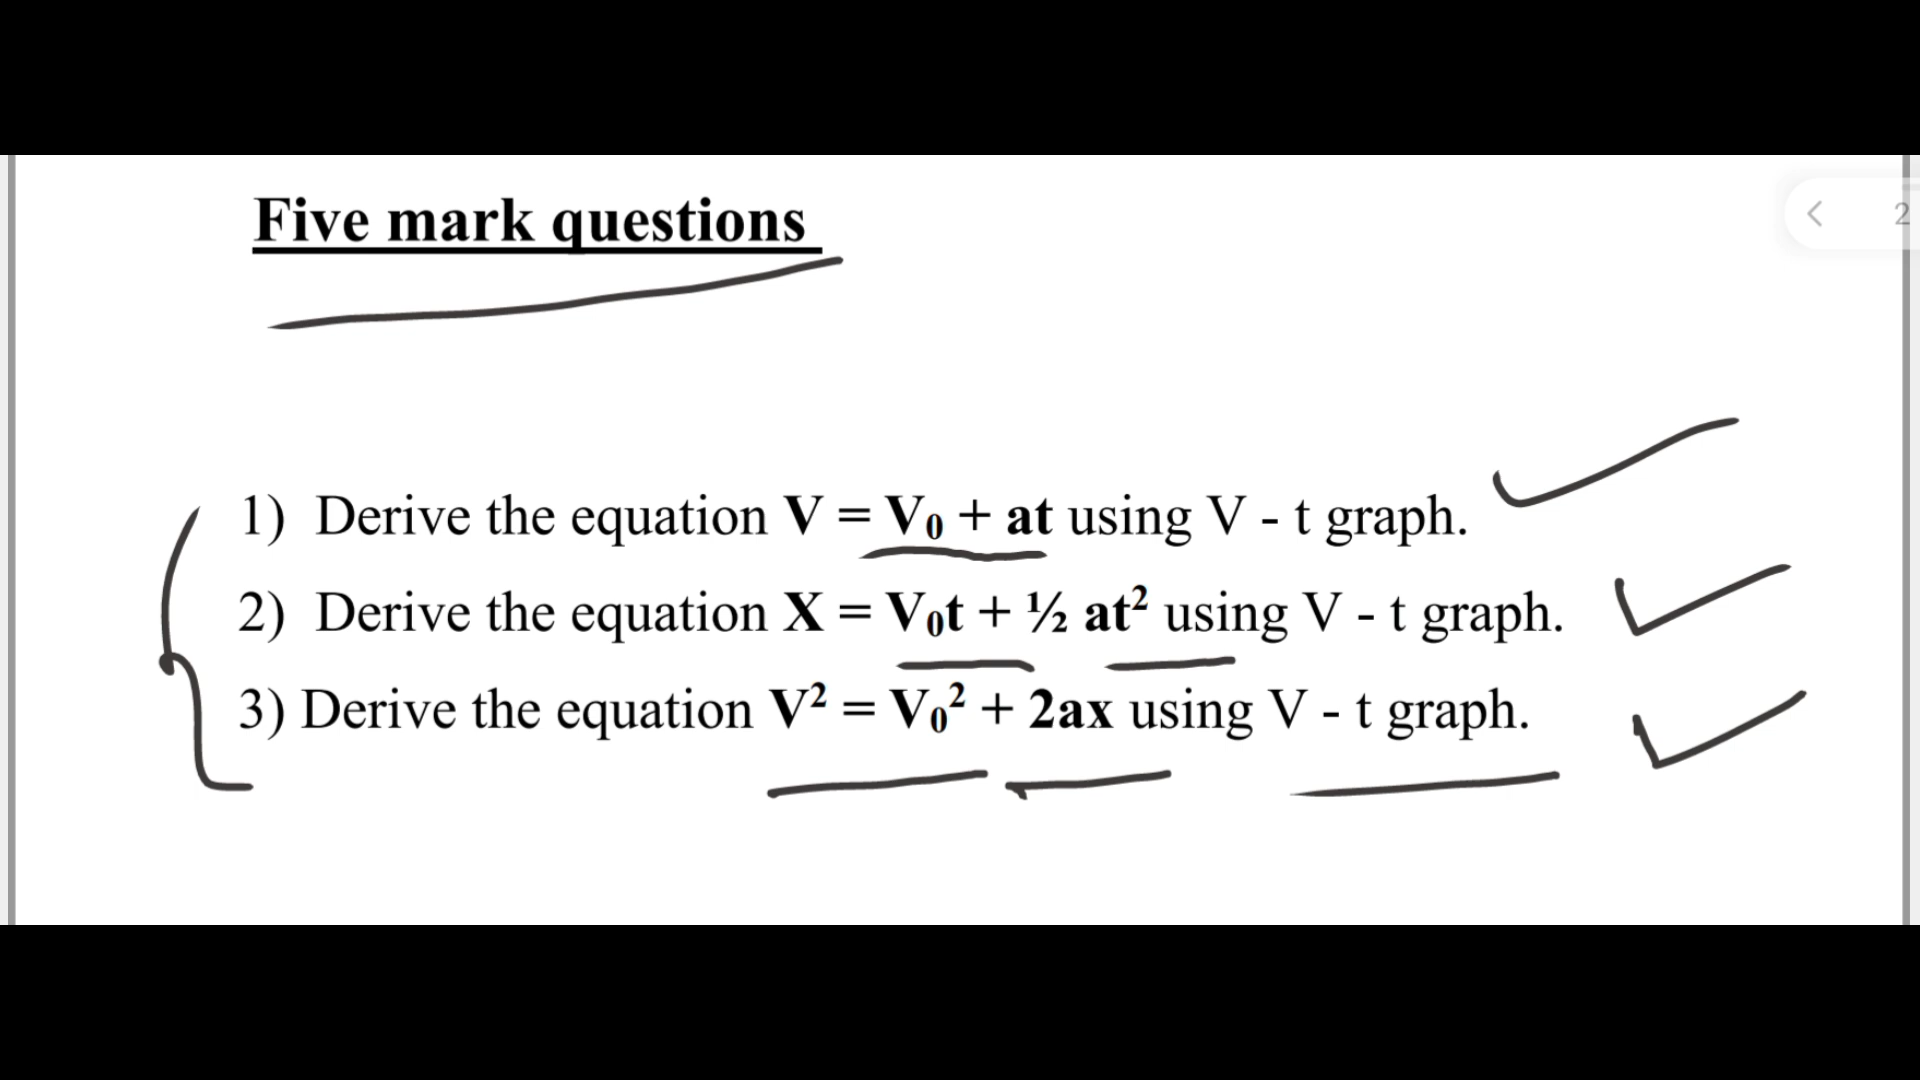 Five mark questions
2
1) Derive the equation V = V₀ + at using V - t graph.
2) Derive the equation X = V₀t + ½ at² using V - t graph.
3) Derive the equation V² = V₀² + 2ax using V - t graph.